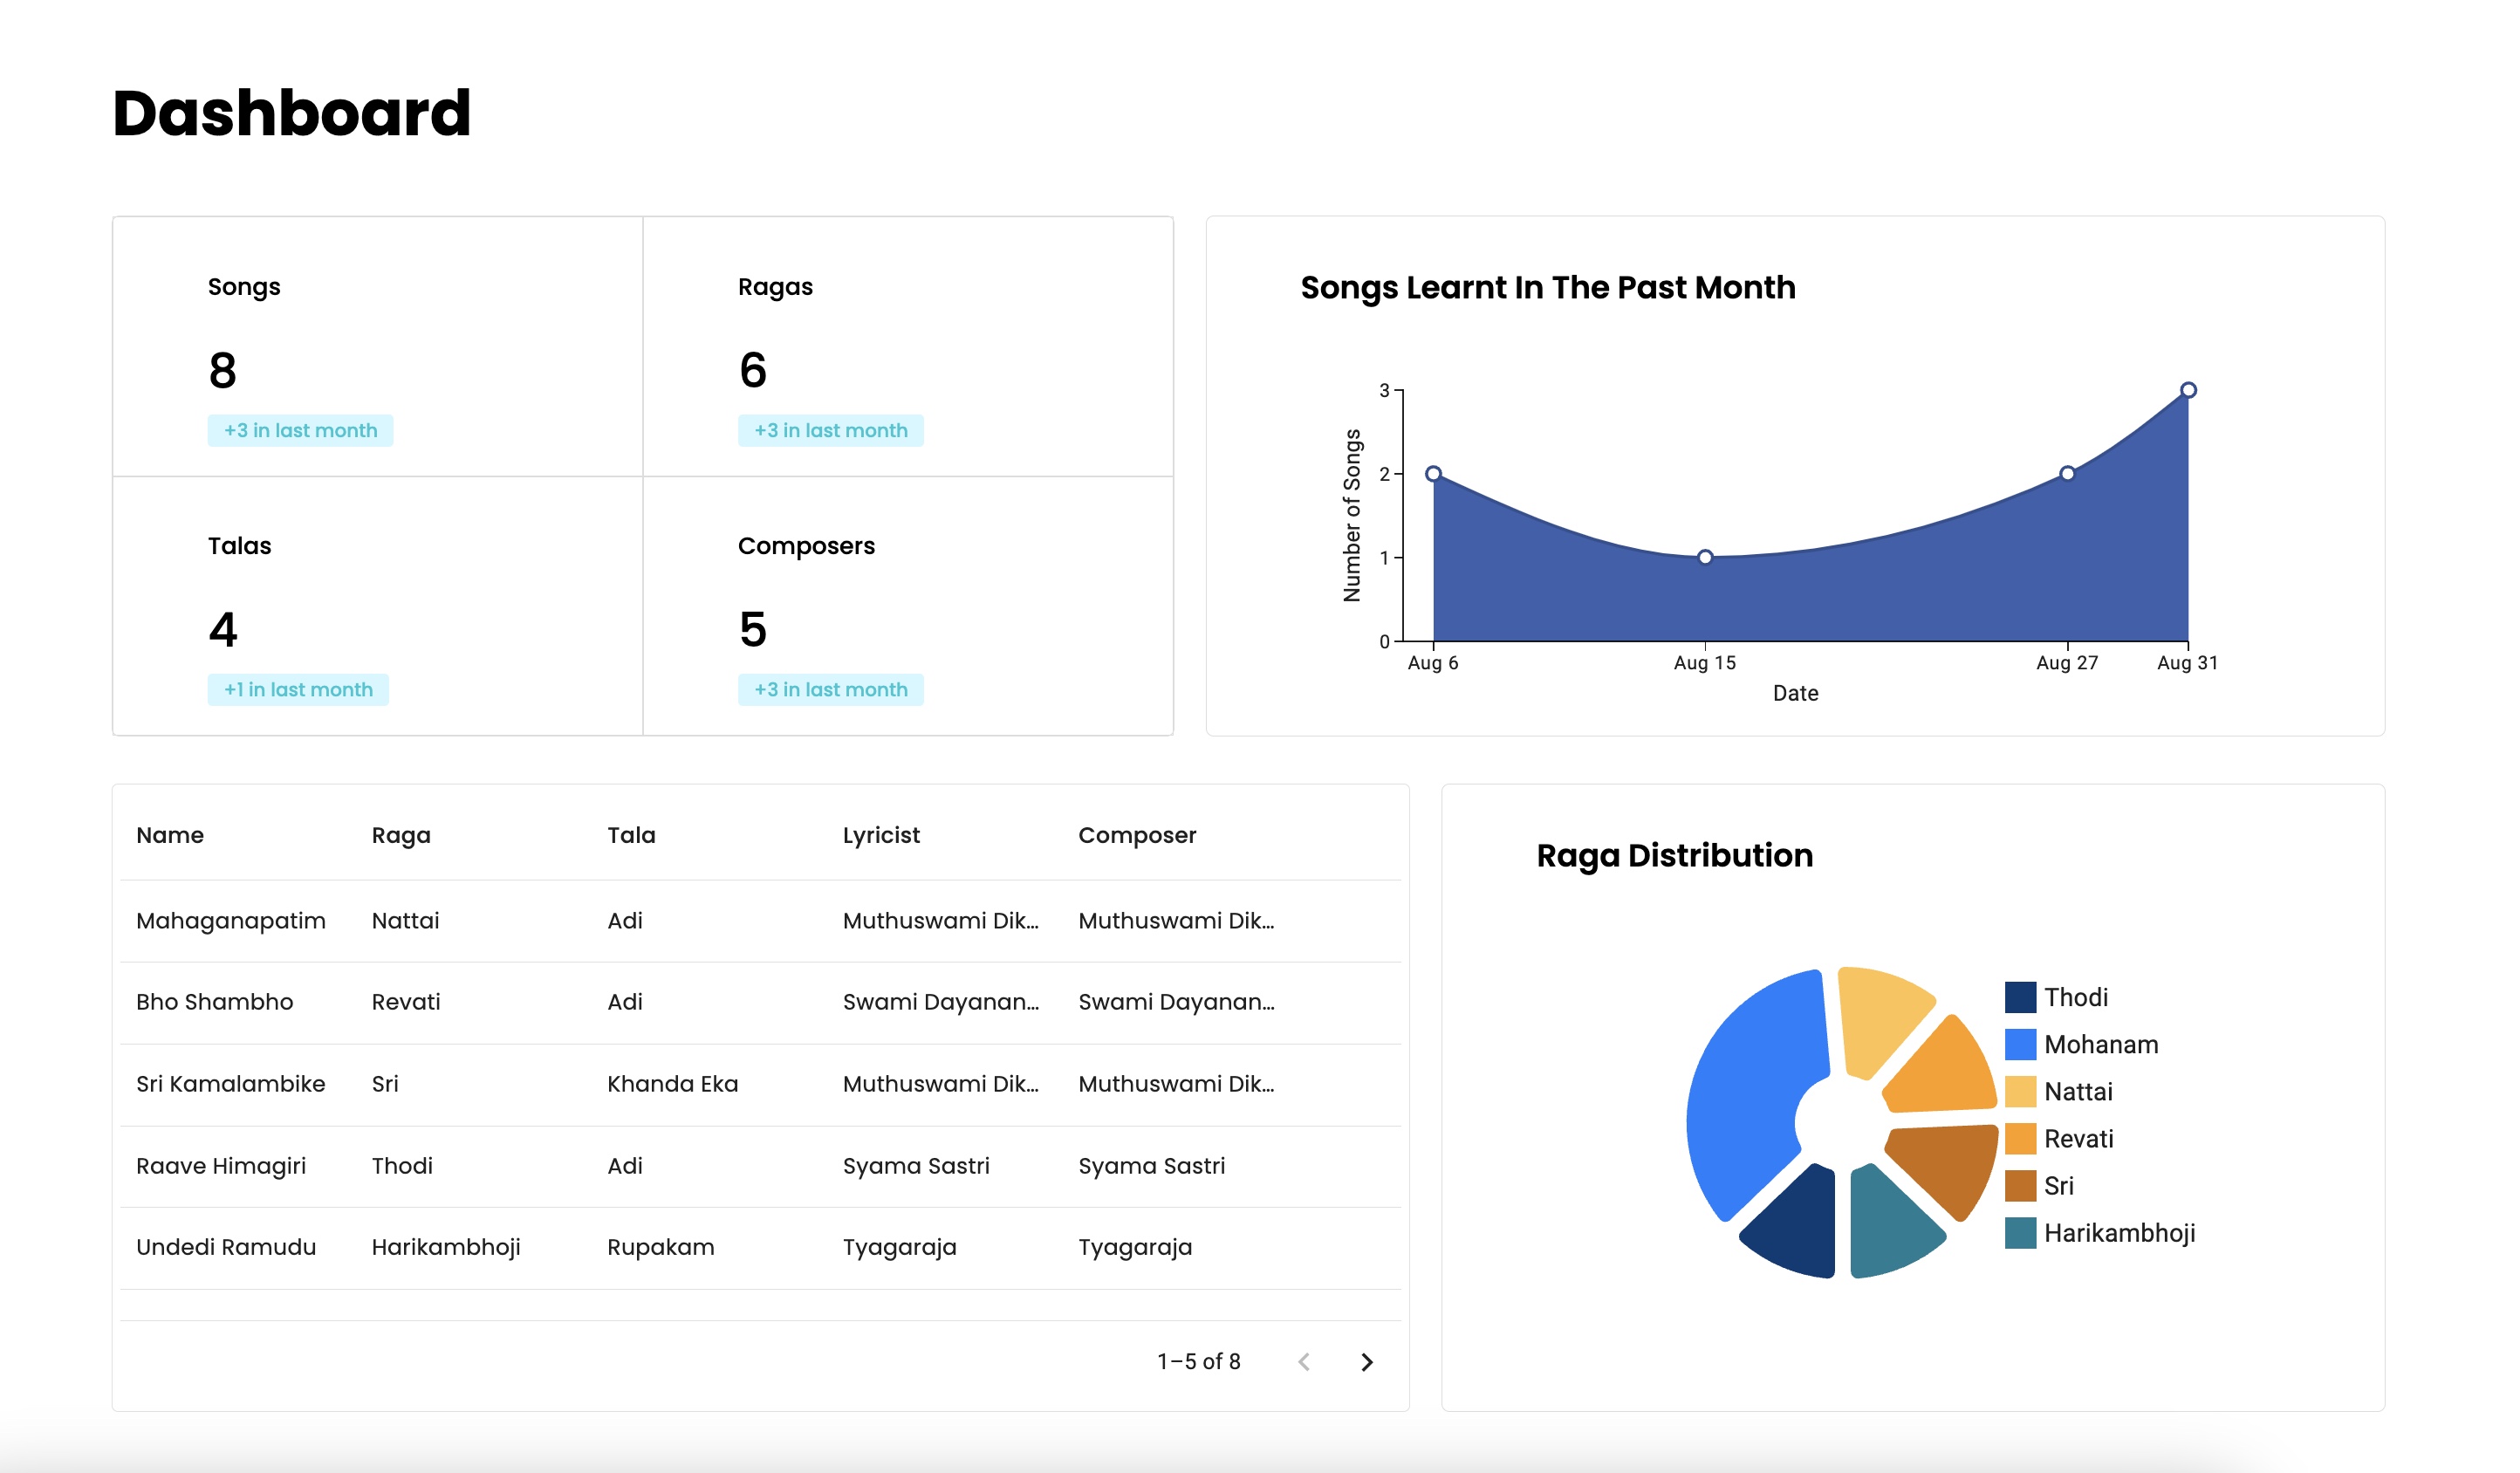 Dashboard
Songs
8
+3 in last month
Ragas
6
+3 in last month
Talas
4
+1 in last month
Composers
5
+3 in last month
Songs Learnt In The Past Month
Number of Songs
3
2
1
0
Aug 6 Aug 15 Aug 27 Aug 31
Date
Name Raga Tala Lyricist Composer
Mahaganapatim Nattai Adi Muthuswami Dik... Muthuswami Dik...
Bho Shambho Revati Adi Swami Dayanan... Swami Dayanan...
Sri Kamalambike Sri Khanda Eka Muthuswami Dik... Muthuswami Dik...
Raave Himagiri Thodi Adi Syama Sastri Syama Sastri
Undedi Ramudu Harikambhoji Rupakam Tyagaraja Tyagaraja
1–5 of 8
Raga Distribution
Thodi
Mohanam
Nattai
Revati
Sri
Harikambhoji